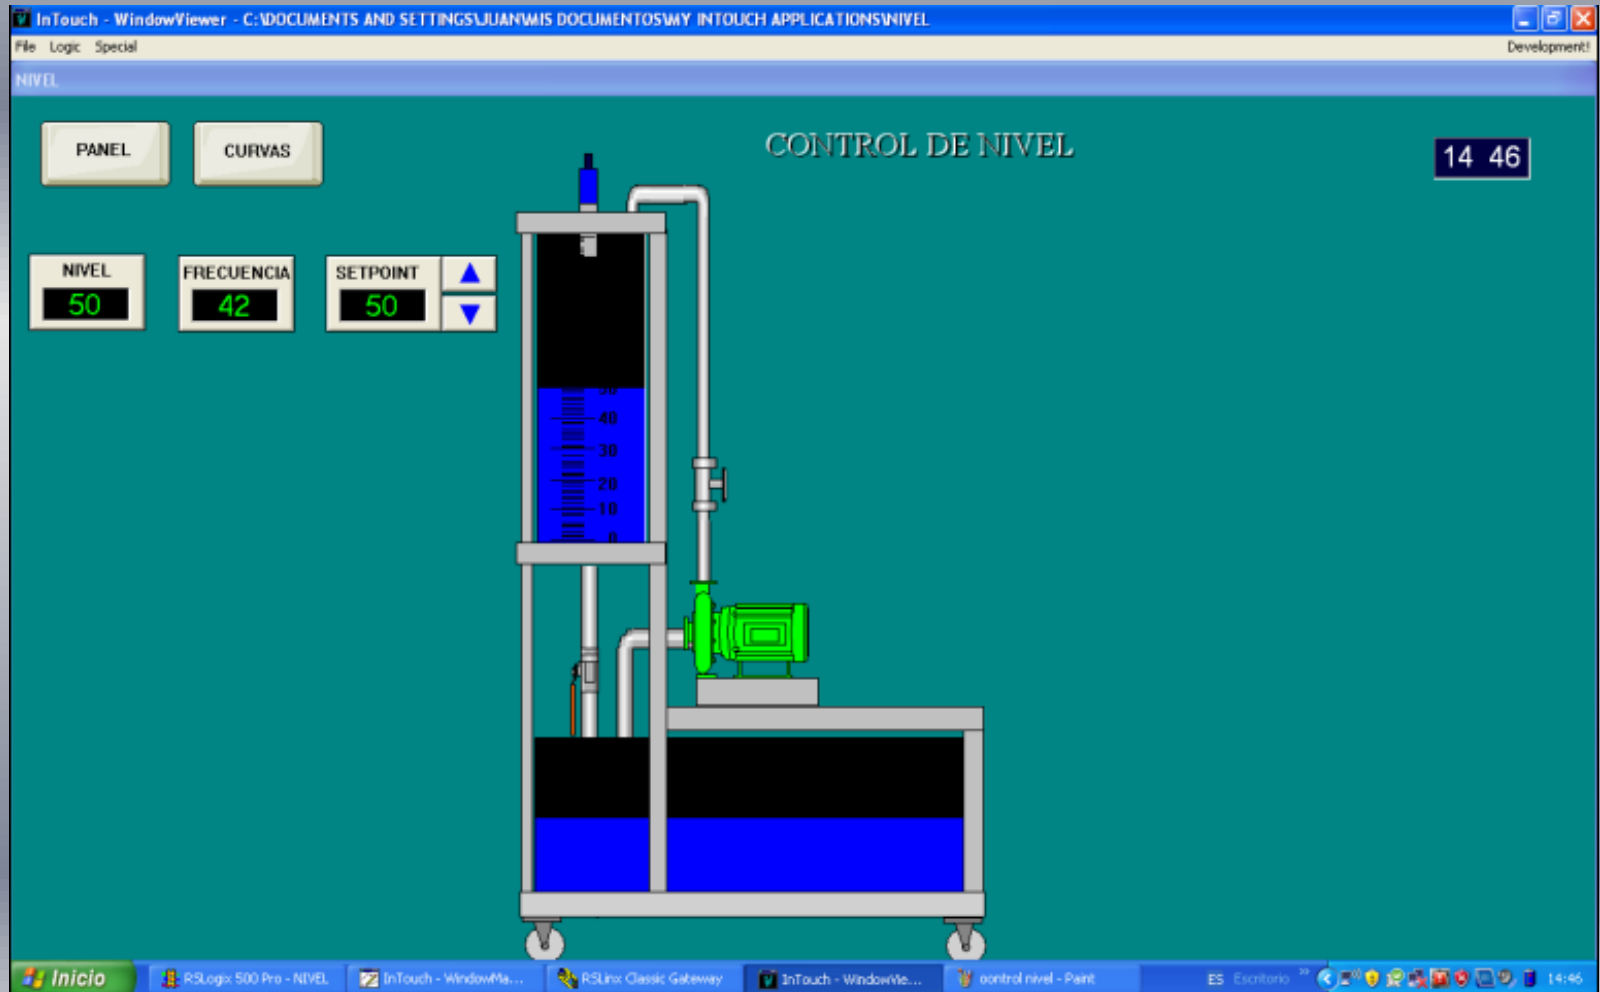 InTouch - WindowViewer - C:\DOCUMENTS AND SETTINGS\JUAN\MIS DOCUMENTOS\MY INTOUCH APPLICATIONS\NIVEL
File Logic Special Development!
NIVEL
PANEL CURVAS
CONTROL DE NIVEL
14 46
NIVEL
50
FRECUENCIA
42
SETPOINT
50
50
40
30
20
10
0
Inicio RSLogix 500 Pro - NIVEL InTouch - WindowMa... RSLinx Classic Gateway InTouch - WindowVie... control nivel - Paint ES Escritorio 14:46